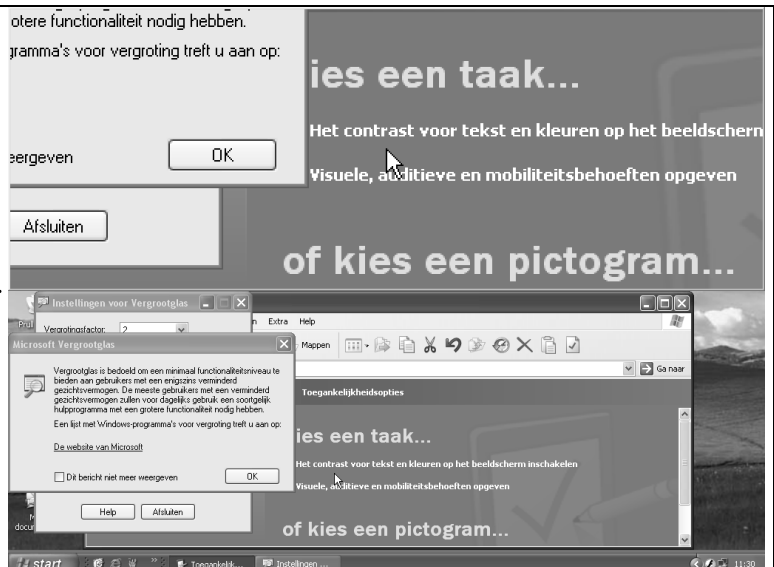 otere functionaliteit nodig hebben.
gramma's voor vergroting treft u aan op:
eergeven
OK
Afsluiten
ies een taak...
Het contrast voor tekst en kleuren op het beeldscherm
Visuele, auditieve en mobiliteitsbehoeften opgeven
of kies een pictogram...
Instellingen voor Vergrootglas
Vergrotingsfactor: 2
Extra Help
Microsoft Vergrootglas
Mappen
Vergrootglas is bedoeld om een minimaal functionaliteitsniveau te
bieden aan gebruikers met een enigszins verminderd
gezichtsvermogen. De meeste gebruikers met een verminderd
gezichtsvermogen zullen voor dagelijks gebruik een soortgelijk
hulpprogramma met een grotere functionaliteit nodig hebben.
Een lijst met Windows-programma's voor vergroting treft u aan op:
De website van Microsoft
Dit bericht niet meer weergeven
OK
Help
Afsluiten
Ga naar
Toegankelijkheidsopties
ies een taak...
Het contrast voor tekst en kleuren op het beeldscherm inschakelen
Visuele, auditieve en mobiliteitsbehoeften opgeven
of kies een pictogram...
start
Toegankelijk...
Instellingen ...
11:30